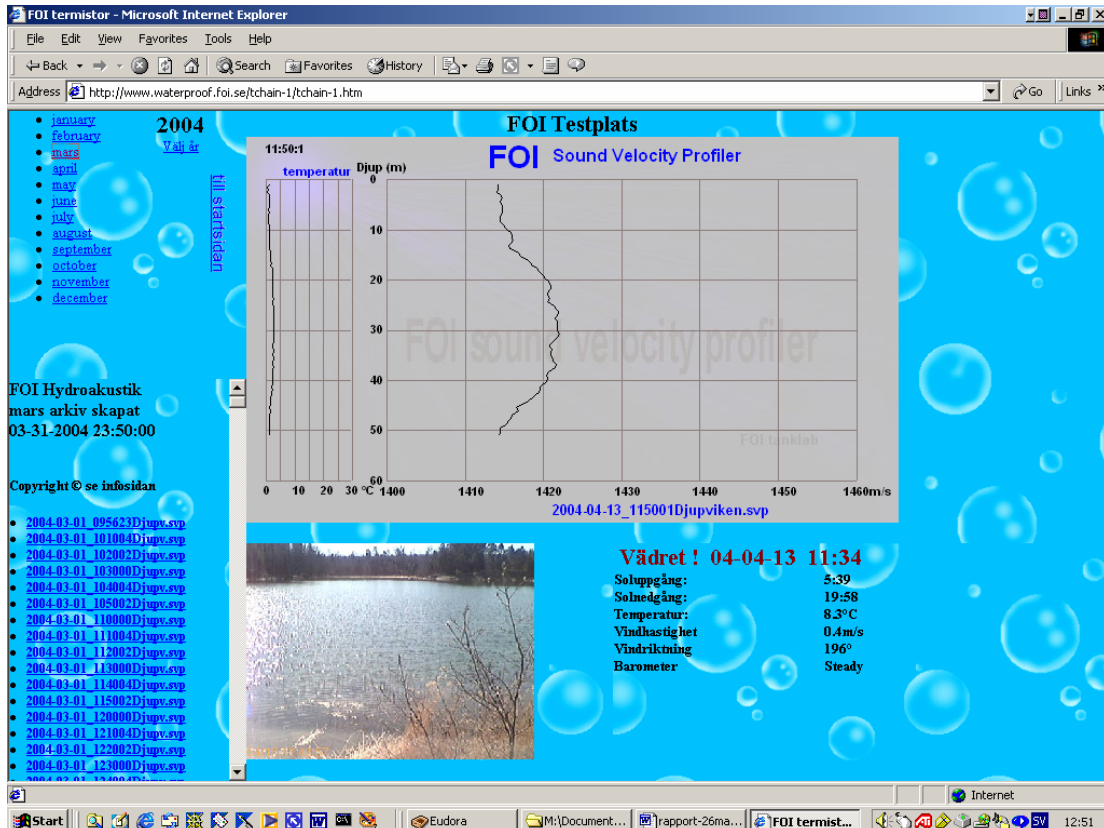 FOI termistor - Microsoft Internet Explorer
File Edit View Favorites Tools Help
Back Search Favorites History
Address http://www.waterproof.foi.se/tchain-1/tchain-1.htm Go Links »
january
february
mars
april
may
june
july
august
september
october
november
december
2004
Välj år
till startsidan
FOI Testplats
11:50:1
FOI Sound Velocity Profiler
temperatur Djup (m)
0
10
20
30
40
50
60
FOI sound velocity profiler
FOI tanklab
0 10 20 30 °C 1400 1410 1420 1430 1440 1450 1460m/s
2004-04-13_115001Djupviken.svp
FOI Hydroakustik
mars arkiv skapat
03-31-2004 23:50:00
Copyright © se infosidan
2004-03-01_095623Djupv.svp
2004-03-01_101004Djupv.svp
2004-03-01_102002Djupv.svp
2004-03-01_103000Djupv.svp
2004-03-01_104004Djupv.svp
2004-03-01_105002Djupv.svp
2004-03-01_110000Djupv.svp
2004-03-01_111004Djupv.svp
2004-03-01_112002Djupv.svp
2004-03-01_113000Djupv.svp
2004-03-01_114004Djupv.svp
2004-03-01_115002Djupv.svp
2004-03-01_120000Djupv.svp
2004-03-01_121004Djupv.svp
2004-03-01_122002Djupv.svp
2004-03-01_123000Djupv.svp
Vädret ! 04-04-13 11:34
Soluppgång: 5:39
Solnedgång: 19:58
Temperatur: 8.3°C
Vindhastighet 0.4m/s
Vindriktning 196°
Barometer Steady
Internet
Start Eudora M:\Document... rapport-26ma... FOI termist... SV 12:51